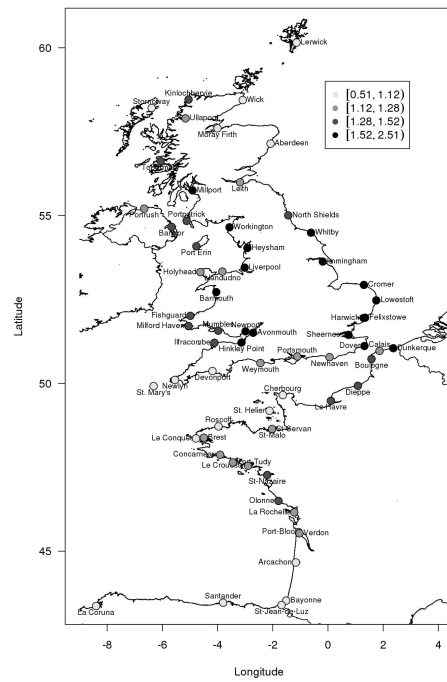 60
Lerwick
[0.51, 1.12)
[1.12, 1.28)
[1.28, 1.52)
[1.52, 2.51)
Kinlochbervie
Stornoway
Wick
Ullapool
Moray Firth
Aberdeen
Millport
Leith
55
Portrush
Portpatrick
North Shields
Bangor
Workington
Whitby
Port Erin
Heysham
Holyhead
Llandudno
Liverpool
Immingham
Barmouth
Cromer
Lowestoft
Fishguard
Milford Haven
Mumbles
Newport
Avonmouth
Harwich
Felixstowe
Sheerness
Ilfracombe
Hinkley Point
Dover
Calais
Dunkerque
Portsmouth
Weymouth
Newhaven
Boulogne
Devonport
50
Newlyn
St. Mary's
Cherbourg
Dieppe
Le Havre
St. Helier
Roscoff
St-Servan
St-Malo
Le Conquet
Brest
Concarneau
Port-Tudy
Le Crouesty
St-Nazaire
Olonne
La Rochelle
Port-Bloc
Verdon
45
Arcachon
Santander
Bayonne
La Coruna
St-Jean-de-Luz
-8
-6
-4
-2
0
2
4
Longitude
Latitude